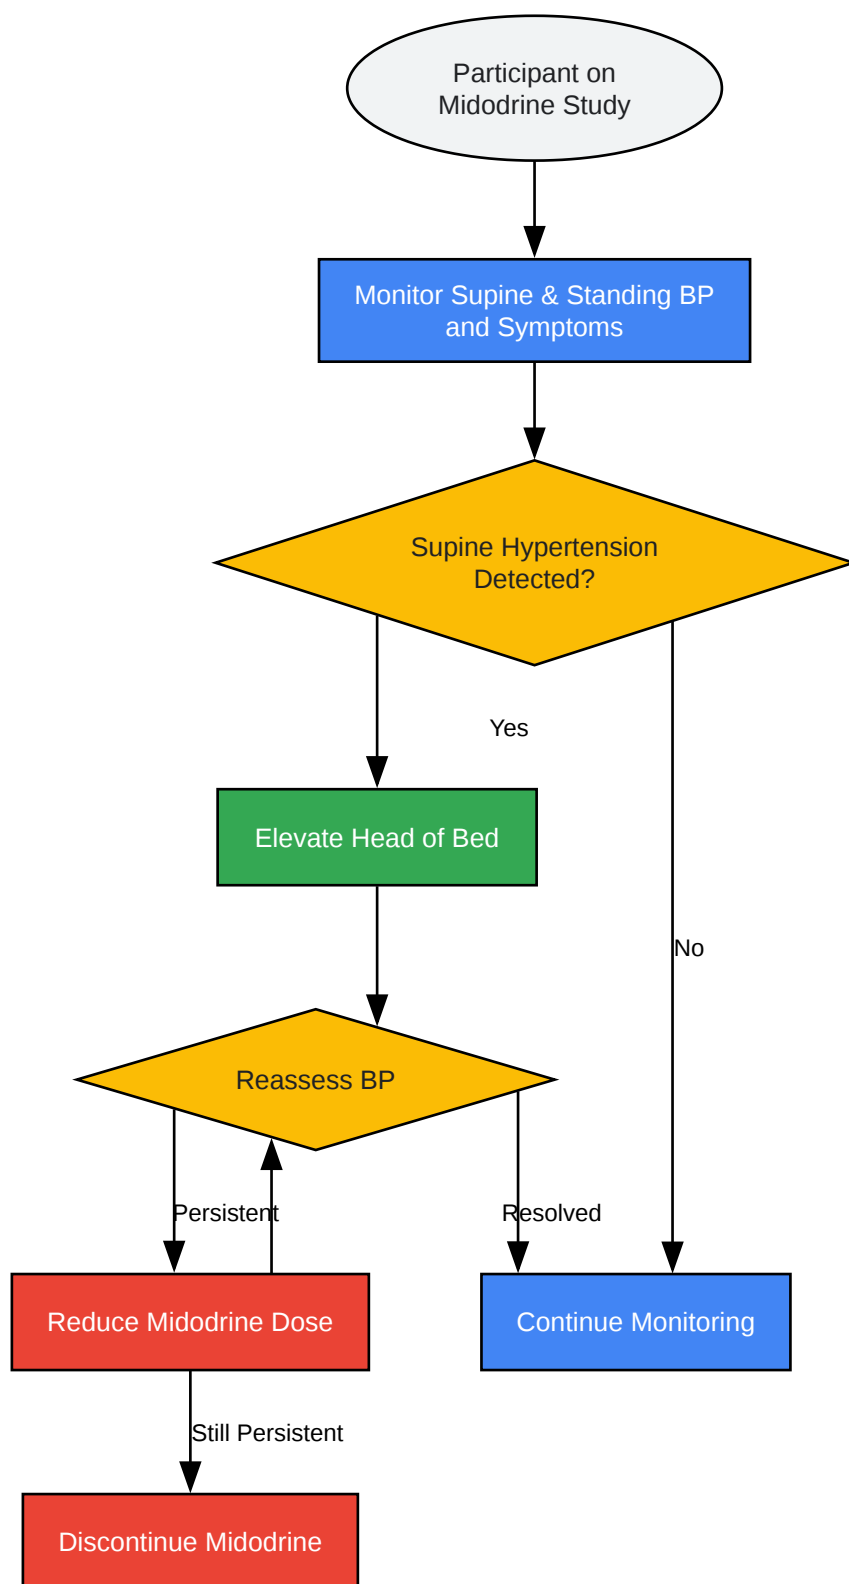 Participant on
Midodrine Study
Monitor Supine & Standing BP
and Symptoms
Supine Hypertension
Detected?
Yes
Elevate Head of Bed
No
Reassess BP
Persistent
Resolved
Reduce Midodrine Dose
Continue Monitoring
Still Persistent
Discontinue Midodrine